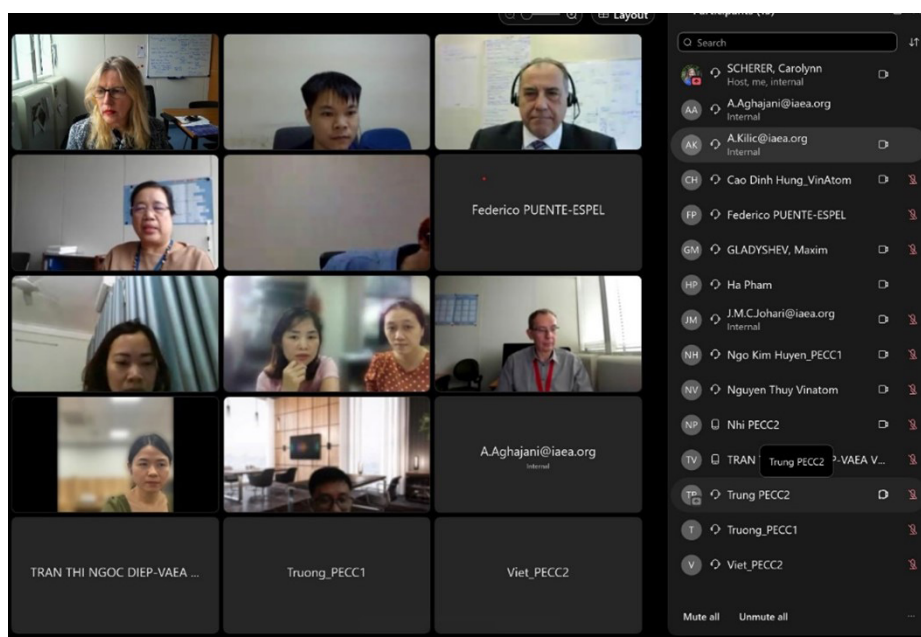 Layout
Search
SCHERER, Carolynn
Host, me, internal
AA
A.Aghajani@iaea.org
Internal
AK
A.Kilic@iaea.org
Internal
CH
Cao Dinh Hung_VinAtom
FP
Federico PUENTE-ESPEL
GM
GLADYSHEV, Maxim
HP
Ha Pham
JM
J.M.C.Johari@iaea.org
Internal
NH
Ngo Kim Huyen_PECC1
NV
Nguyen Thuy Vinatom
NP
Nhi PECC2
TV
TRAN
Trung PECC2
P-VAEA V...
Trung PECC2
T
Truong_PECC1
V
Viet_PECC2
Mute all Unmute all
Federico PUENTE-ESPEL
A.Aghajani@iaea.org
Internal
TRAN THI NGOC DIEP-VAEA ...
Truong_PECC1
Viet_PECC2